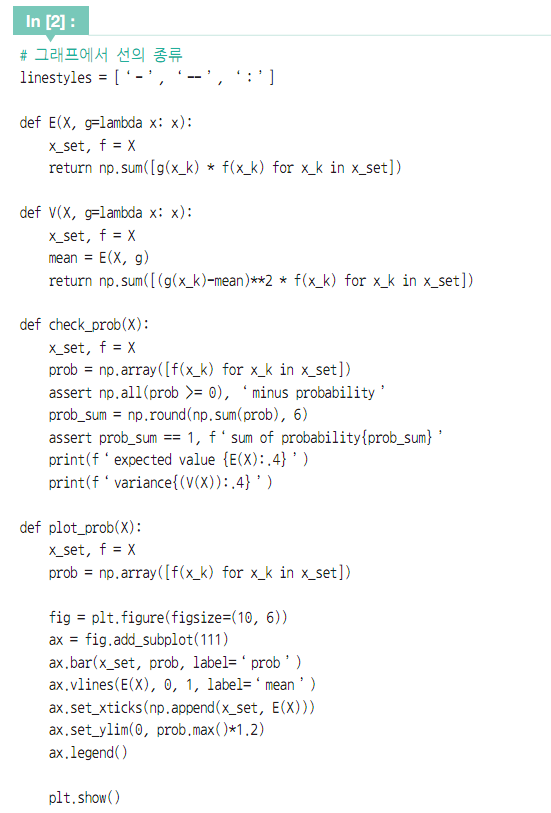 In [2] :
# 그래프에서 선의 종류
linestyles = [‘-’, ‘--’, ‘:’]
def E(X, g=lambda x: x):
x_set, f = X
return np.sum([g(x_k) * f(x_k) for x_k in x_set])
def V(X, g=lambda x: x):
x_set, f = X
mean = E(X, g)
return np.sum([(g(x_k)-mean)**2 * f(x_k) for x_k in x_set])
def check_prob(X):
x_set, f = X
prob = np.array([f(x_k) for x_k in x_set])
assert np.all(prob >= 0), ‘minus probability’
prob_sum = np.round(np.sum(prob), 6)
assert prob_sum == 1, f‘sum of probability{prob_sum}’
print(f‘expected value {E(X):.4}’)
print(f‘variance{(V(X)):.4}’)
def plot_prob(X):
x_set, f = X
prob = np.array([f(x_k) for x_k in x_set])
fig = plt.figure(figsize=(10, 6))
ax = fig.add_subplot(111)
ax.bar(x_set, prob, label=‘prob’)
ax.vlines(E(X), 0, 1, label=‘mean’)
ax.set_xticks(np.append(x_set, E(X)))
ax.set_ylim(0, prob.max()*1.2)
ax.legend()
plt.show()